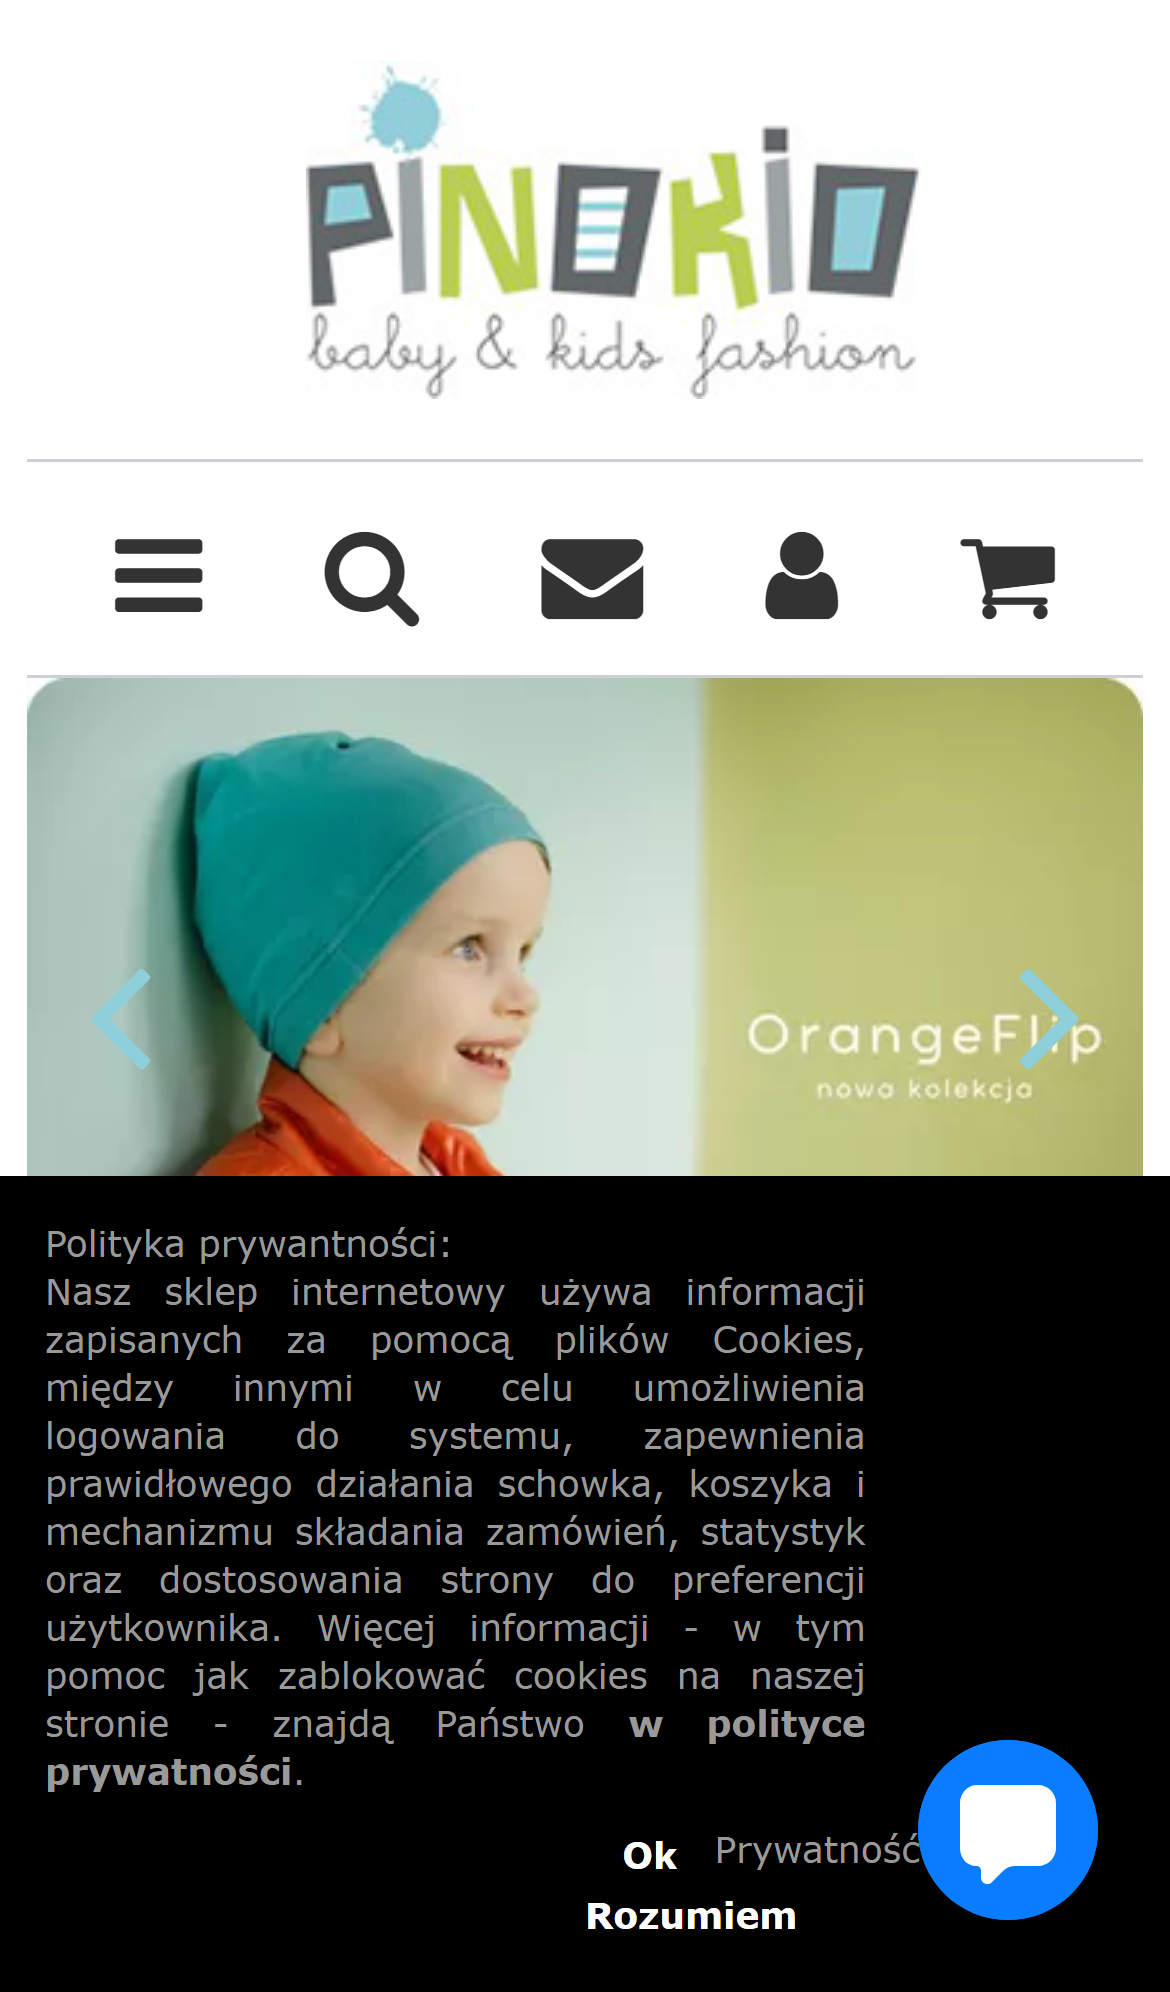 PINOKIO
baby & kids fashion
OrangeFlip
nowa kolekcja
Polityka prywantności:
Nasz sklep internetowy używa informacji
zapisanych za pomocą plików Cookies,
między innymi w celu umożliwienia
logowania do systemu, zapewnienia
prawidłowego działania schowka, koszyka i
mechanizmu składania zamówień, statystyk
oraz dostosowania strony do preferencji
użytkownika. Więcej informacji - w tym
pomoc jak zablokować cookies na naszej
stronie - znajdą Państwo w polityce
prywatności.
Ok Prywatność
Rozumiem